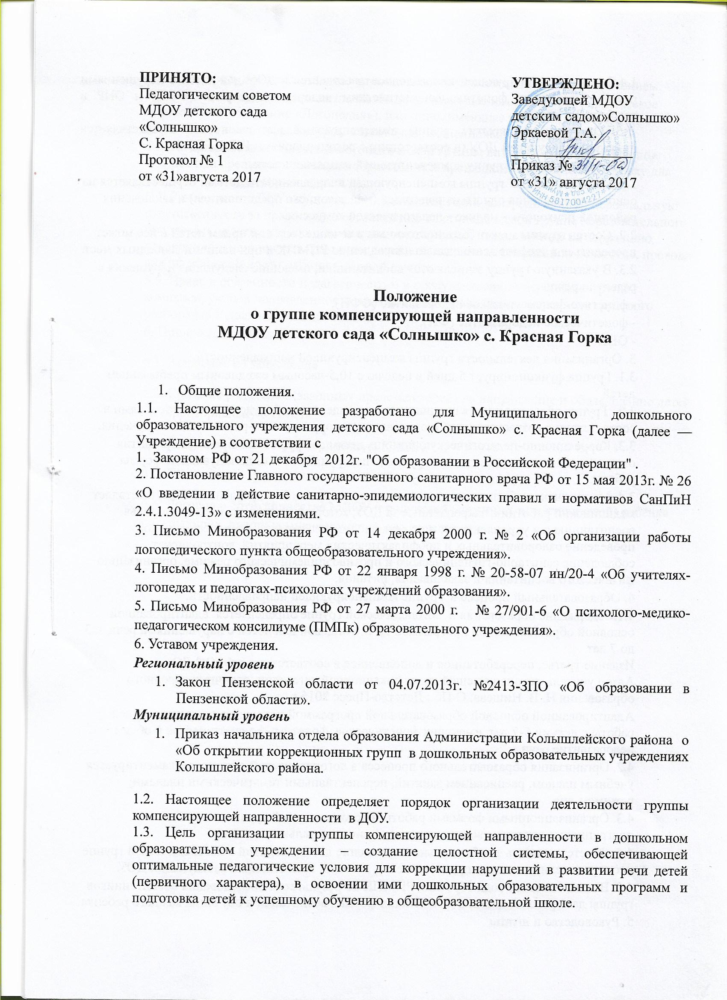 ПРИНЯТО:
Педагогическим советом
МДОУ детского сада
«Солнышко»
С. Красная Горка
Протокол № 1
от «31»августа 2017
УТВЕРЖДЕНО:
Заведующей МДОУ
детским садом»Солнышко»
Эркаевой Т.А.
Приказ № 31/1-од
от «31» августа 2017
ИНН 5817004227
Положение
о группе компенсирующей направленности
МДОУ детского сада «Солнышко» с. Красная Горка
1. Общие положения.
1.1. Настоящее положение разработано для Муниципального дошкольного
образовательного учреждения детского сада «Солнышко» с. Красная Горка (далее —
Учреждение) в соответствии с
1. Законом РФ от 21 декабря 2012г. "Об образовании в Российской Федерации" .
2. Постановление Главного государственного санитарного врача РФ от 15 мая 2013г. № 26
«О введении в действие санитарно-эпидемиологических правил и нормативов СанПиН
2.4.1.3049-13» с изменениями.
3. Письмо Минобразования РФ от 14 декабря 2000 г. № 2 «Об организации работы
логопедического пункта общеобразовательного учреждения».
4. Письмо Минобразования РФ от 22 января 1998 г. № 20-58-07 ин/20-4 «Об учителях-
логопедах и педагогах-психологах учреждений образования».
5. Письмо Минобразования РФ от 27 марта 2000 г. № 27/901-6 «О психолого-медико-
педагогическом консилиуме (ПМПк) образовательного учреждения».
6. Уставом учреждения.
Региональный уровень
1. Закон Пензенской области от 04.07.2013г. №2413-ЗПО «Об образовании в
Пензенской области».
Муниципальный уровень
1. Приказ начальника отдела образования Администрации Колышлейского района о
«Об открытии коррекционных групп в дошкольных образовательных учреждениях
Колышлейского района.
1.2. Настоящее положение определяет порядок организации деятельности группы
компенсирующей направленности в ДОУ.
1.3. Цель организации группы компенсирующей направленности в дошкольном
образовательном учреждении – создание целостной системы, обеспечивающей
оптимальные педагогические условия для коррекции нарушений в развитии речи детей
(первичного характера), в освоении ими дошкольных образовательных программ и
подготовка детей к успешному обучению в общеобразовательной школе.